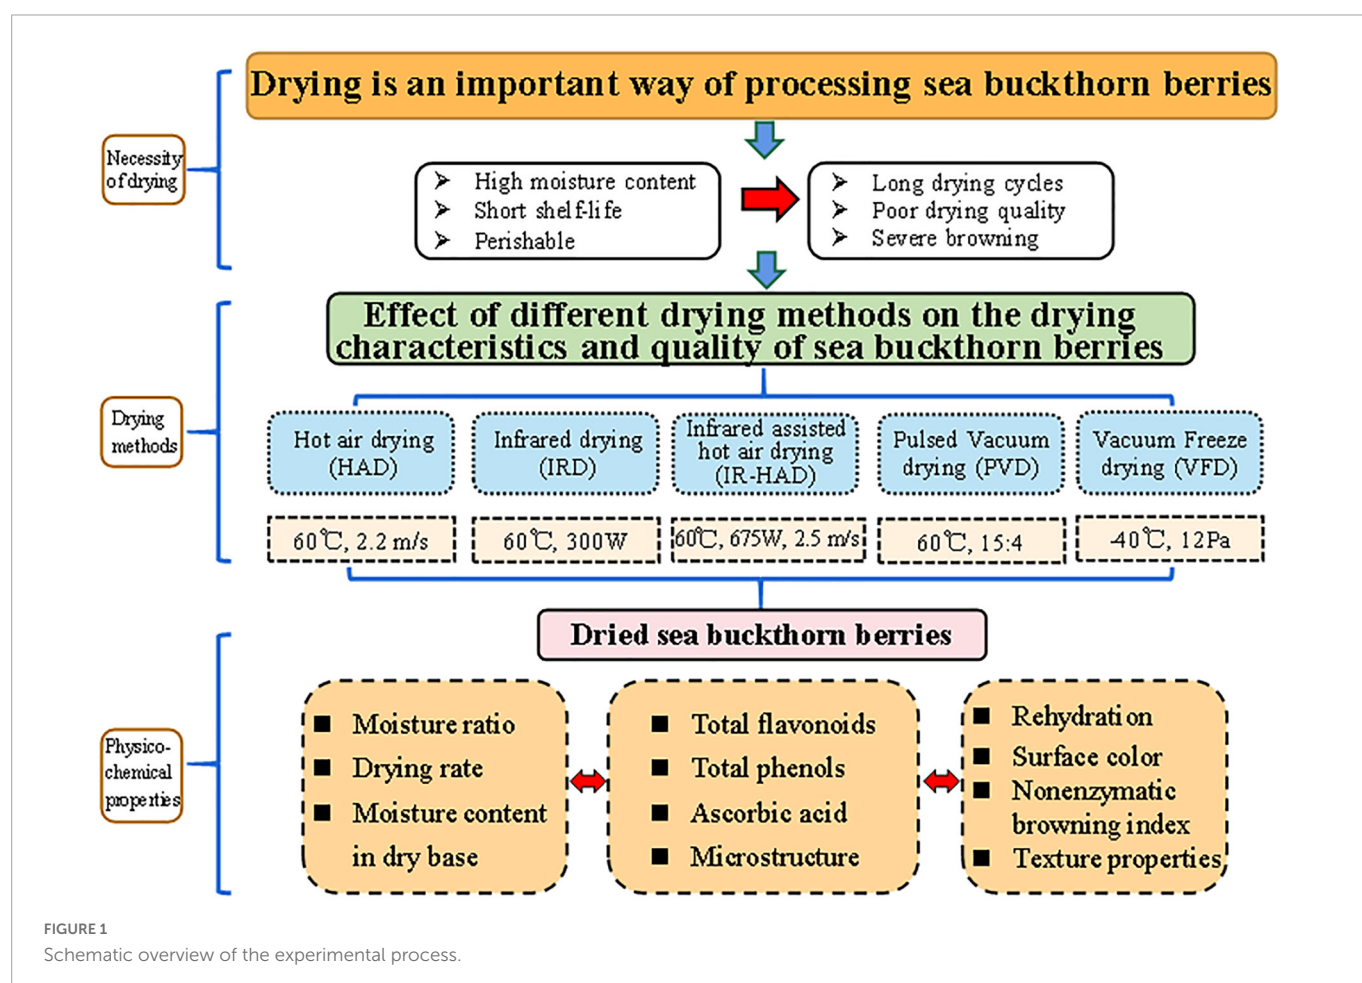 Drying is an important way of processing sea buckthorn berries
Necessity
of drying
➢ High moisture content
➢ Short shelf-life
➢ Perishable
➢ Long drying cycles
➢ Poor drying quality
➢ Severe browning
Effect of different drying methods on the drying
characteristics and quality of sea buckthorn berries
Drying
methods
Hot air drying
(HAD)
Infrared drying
(IRD)
Infrared assisted
hot air drying
(IR-HAD)
Pulsed Vacuum
drying (PVD)
Vacuum Freeze
drying (VFD)
60℃, 2.2 m/s
60℃, 300W
60℃, 675W, 2.5 m/s
60℃, 15:4
-40℃, 12Pa
Dried sea buckthorn berries
Physico-
chemical
properties
■ Moisture ratio
■ Drying rate
■ Moisture content
in dry base
■ Total flavonoids
■ Total phenols
■ Ascorbic acid
■ Microstructure
■ Rehydration
■ Surface color
■ Nonenzymatic
browning index
■ Texture properties
FIGURE 1
Schematic overview of the experimental process.